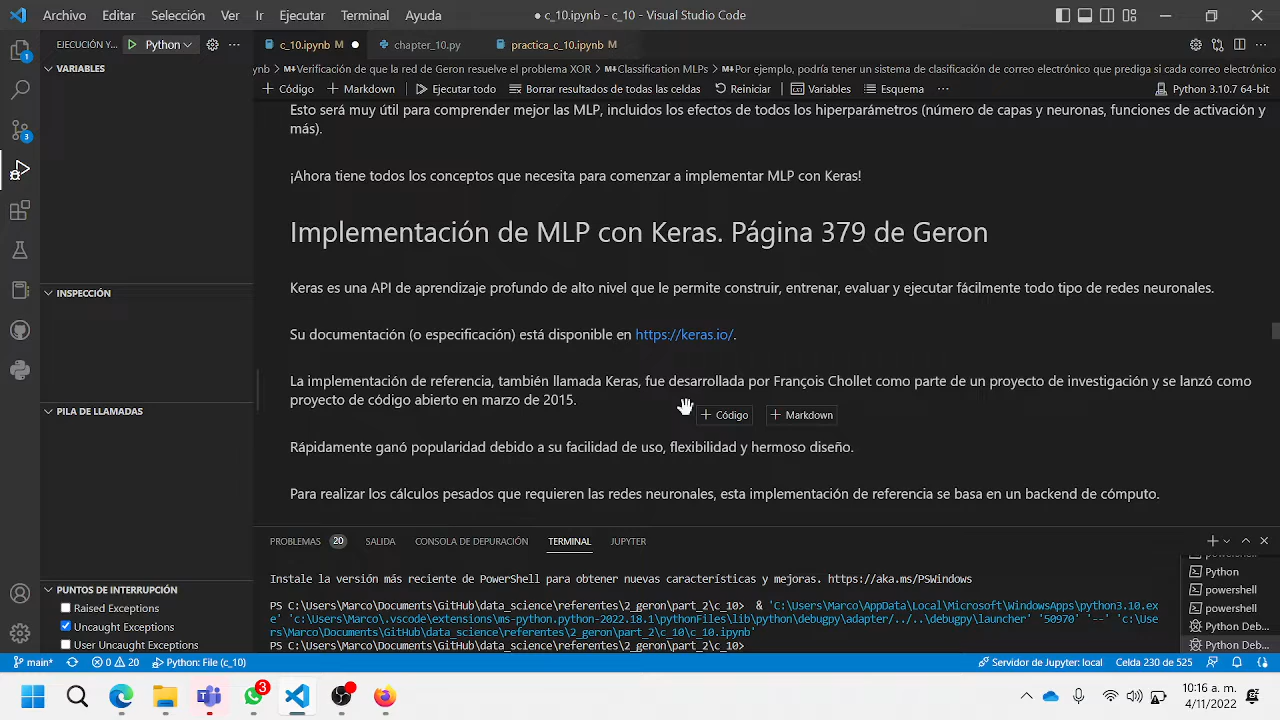 Archivo Editar Selección Ver Ir Ejecutar Terminal Ayuda ● c_10.ipynb - c_10 - Visual Studio Code
EJECUCIÓN Y... Python c_10.ipynb M ● chapter_10.py practica_c_10.ipynb M
VARIABLES
ynb > Verificación de que la red de Geron resuelve el problema XOR > Classification MLPs > Por ejemplo, podría tener un sistema de clasificación de correo electrónico que prediga si cada correo electrónico
+ Código + Markdown Ejecutar todo Borrar resultados de todas las celdas Reiniciar Variables Esquema ... Python 3.10.7 64-bit
Esto será muy útil para comprender mejor las MLP, incluidos los efectos de todos los hiperparámetros (número de capas y neuronas, funciones de activación y
más).
¡Ahora tiene todos los conceptos que necesita para comenzar a implementar MLP con Keras!
Implementación de MLP con Keras. Página 379 de Geron
Keras es una API de aprendizaje profundo de alto nivel que le permite construir, entrenar, evaluar y ejecutar fácilmente todo tipo de redes neuronales.
INSPECCIÓN
Su documentación (o especificación) está disponible en https://keras.io/.
La implementación de referencia, también llamada Keras, fue desarrollada por François Chollet como parte de un proyecto de investigación y se lanzó como
proyecto de código abierto en marzo de 2015.
PILA DE LLAMADAS
+ Código + Markdown
Rápidamente ganó popularidad debido a su facilidad de uso, flexibilidad y hermoso diseño.
Para realizar los cálculos pesados que requieren las redes neuronales, esta implementación de referencia se basa en un backend de cómputo.
PROBLEMAS 20 SALIDA CONSOLA DE DEPURACIÓN TERMINAL JUPYTER
Instale la versión más reciente de PowerShell para obtener nuevas características y mejoras. https://aka.ms/PSWindows
PS C:\Users\Marco\Documents\GitHub\data_science\referentes\2_geron\part_2\c_10> & 'C:\Users\Marco\AppData\Local\Microsoft\WindowsApps\python3.10.ex
e' 'c:\Users\Marco\.vscode\extensions\ms-python.python-2022.18.1\pythonFiles\lib\python\debugpy\adapter/../..\debugpy\launcher' '50970' '--' 'c:\Use
rs\Marco\Documents\GitHub\data_science\referentes\2_geron\part_2\c_10\c_10.ipynb'
PS C:\Users\Marco\Documents\GitHub\data_science\referentes\2_geron\part_2\c_10>
powershell
Python
powershell
powershell
Python Deb...
Python Deb...
PUNTOS DE INTERRUPCIÓN
Raised Exceptions
Uncaught Exceptions
User Uncaught Exceptions
main* 0 20 Python: File (c_10) Servidor de Jupyter: local Celda 230 de 525
1
3
3
10:16 a. m.
4/11/2022